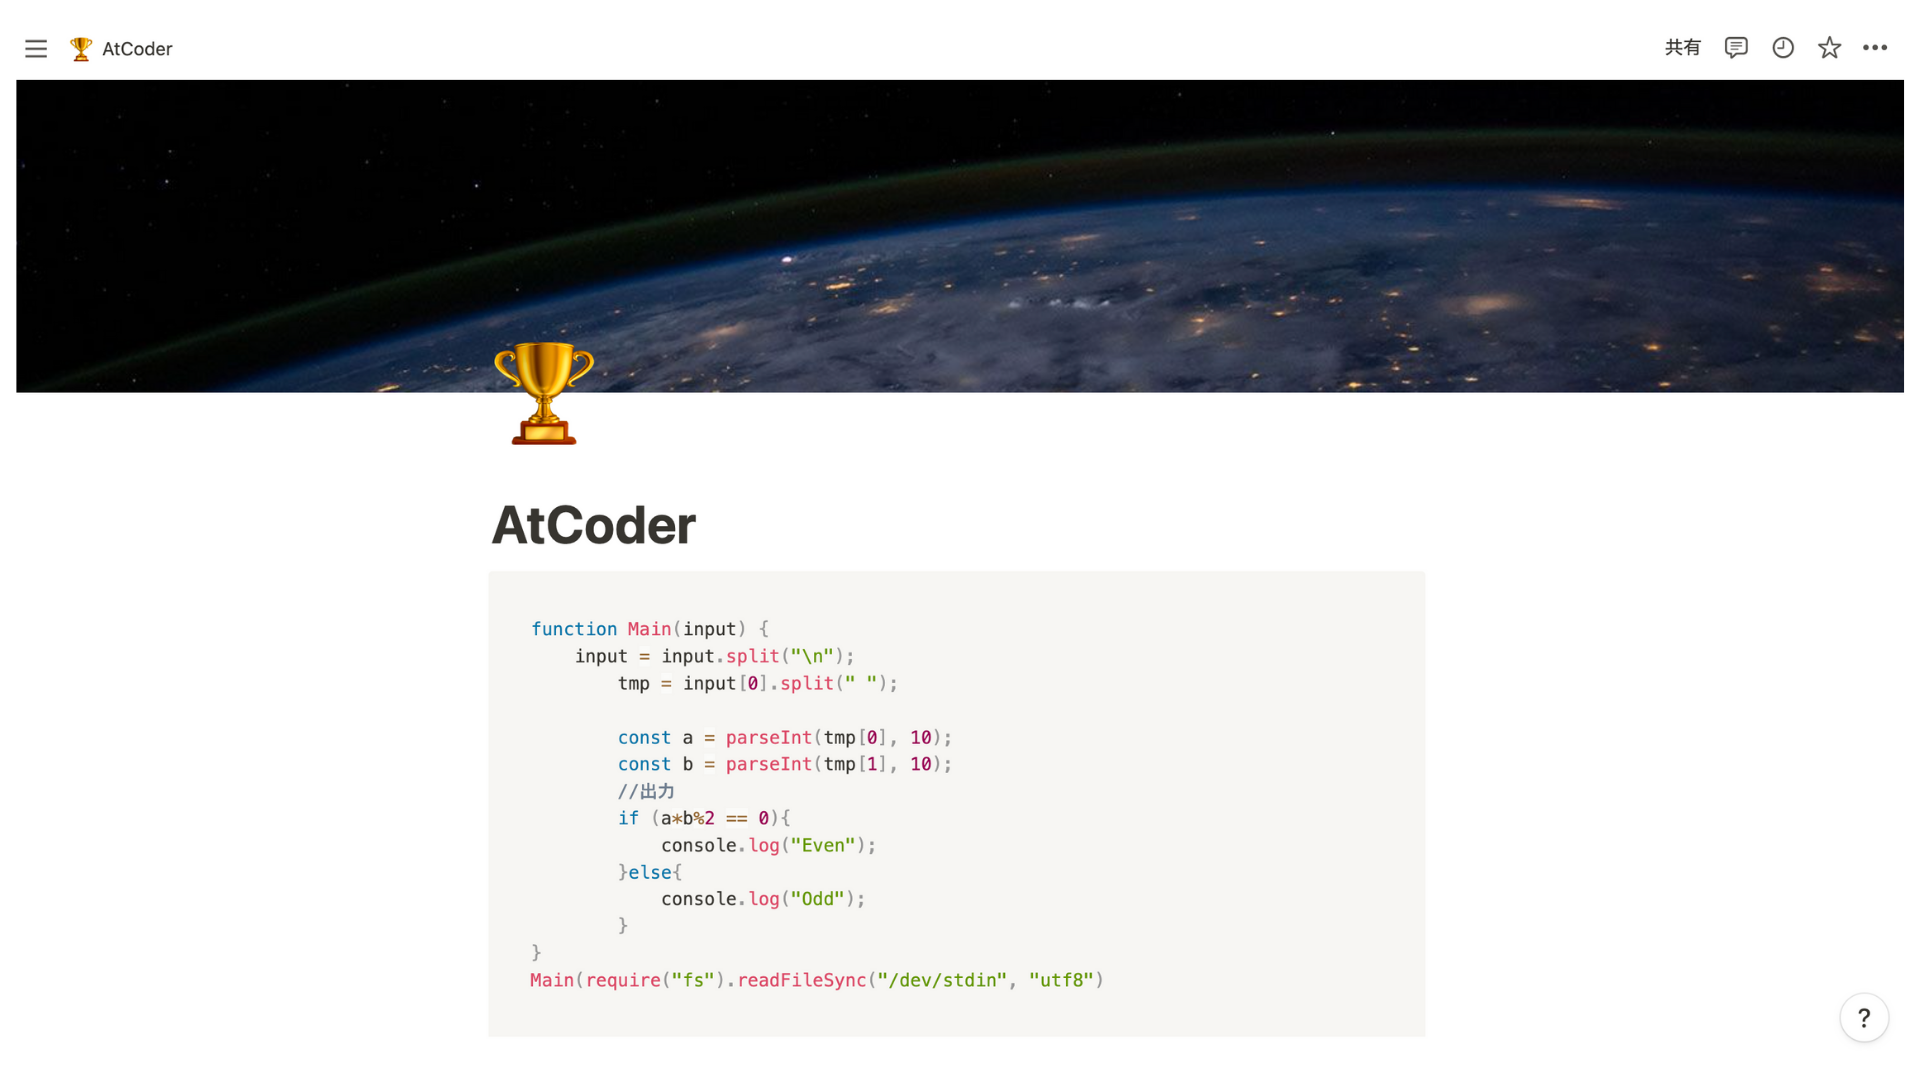 AtCoder
共有
AtCoder
function Main(input) {
    input = input.split("\n");
        tmp = input[0].split(" ");

        const a = parseInt(tmp[0], 10);
        const b = parseInt(tmp[1], 10);
        //出力
        if (a*b%2 == 0){
            console.log("Even");
        }else{
            console.log("Odd");
        }
}
Main(require("fs").readFileSync("/dev/stdin", "utf8")
?